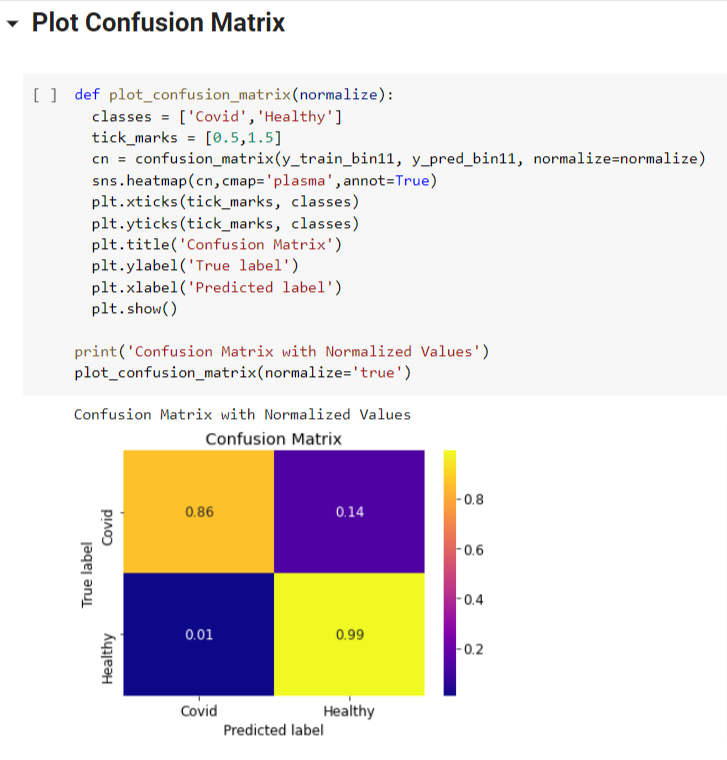 Plot Confusion Matrix
[ ] def plot_confusion_matrix(normalize):
classes = ['Covid','Healthy']
tick_marks = [0.5,1.5]
cn = confusion_matrix(y_train_bin11, y_pred_bin11, normalize=normalize)
sns.heatmap(cn,cmap='plasma',annot=True)
plt.xticks(tick_marks, classes)
plt.yticks(tick_marks, classes)
plt.title('Confusion Matrix')
plt.ylabel('True label')
plt.xlabel('Predicted label')
plt.show()
print('Confusion Matrix with Normalized Values')
plot_confusion_matrix(normalize='true')
Confusion Matrix with Normalized Values
Confusion Matrix
True label
Covid
Healthy
0.86
0.14
0.01
0.99
0.8
0.6
0.4
0.2
Covid
Healthy
Predicted label